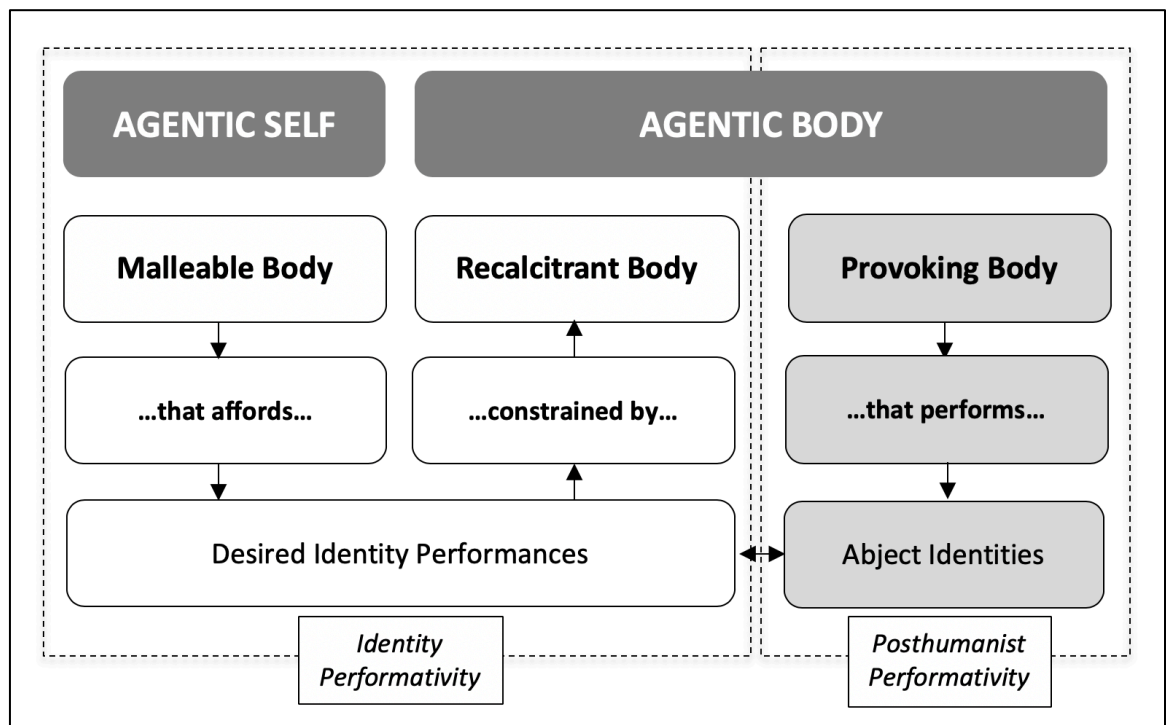 AGENTIC SELF
AGENTIC BODY
Malleable Body
Recalcitrant Body
Provoking Body
…that affords…
…constrained by…
…that performs…
Desired Identity Performances
Abject Identities
Identity
Performativity
Posthumanist
Performativity